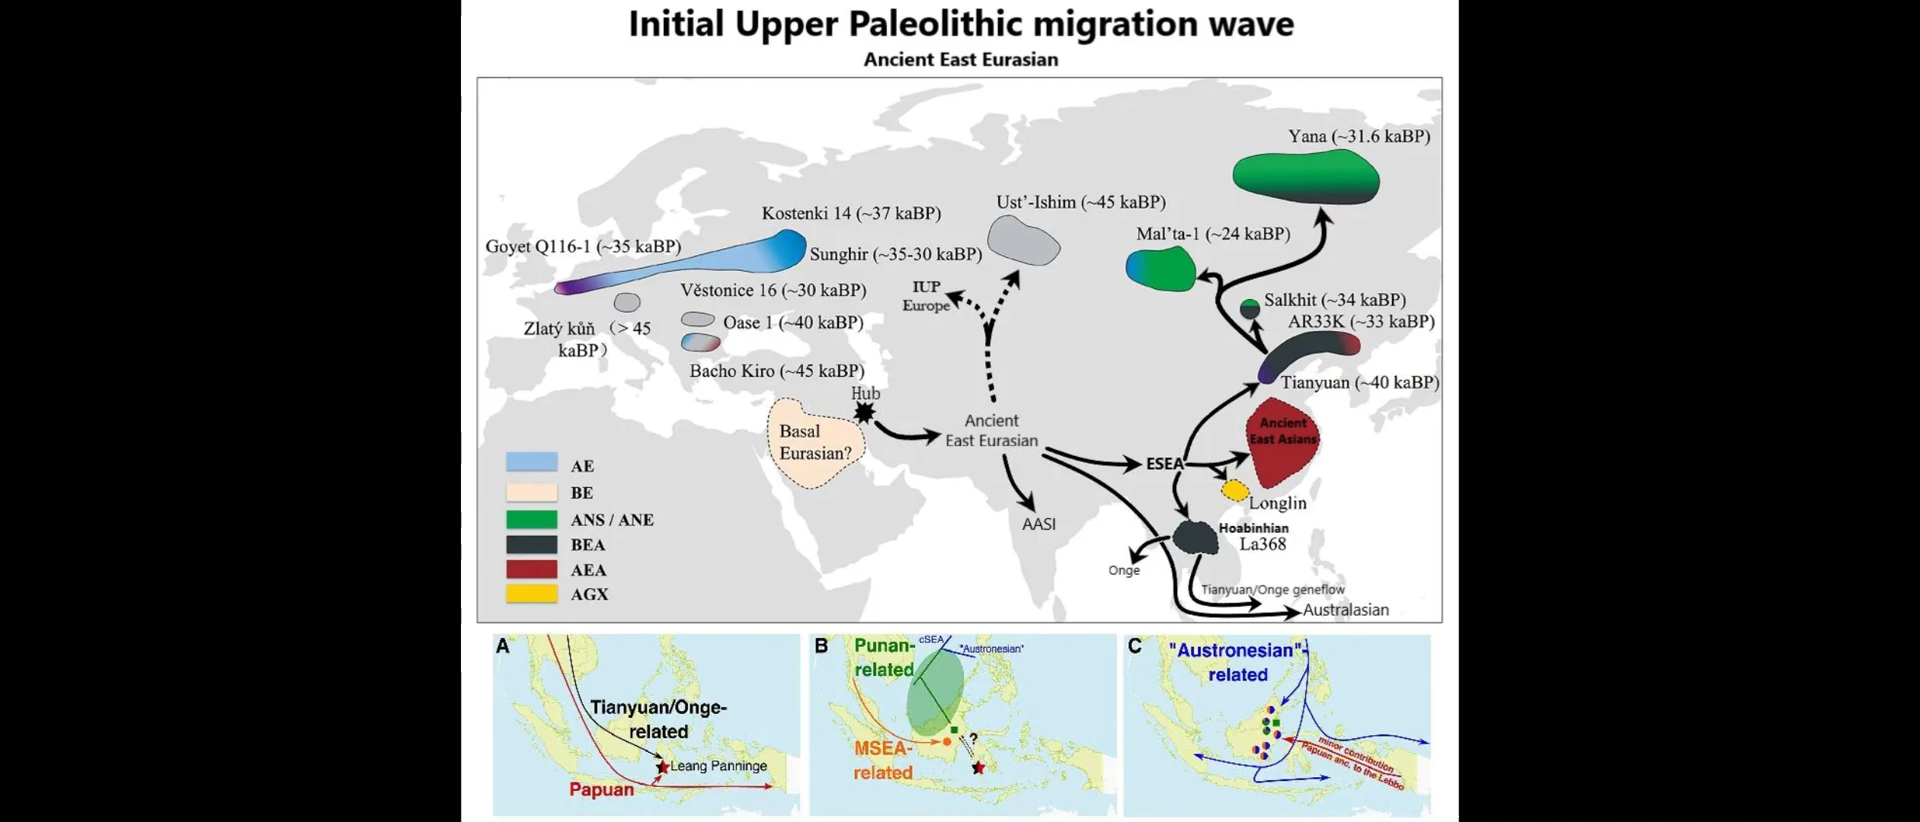 Initial Upper Paleolithic migration wave
Ancient East Eurasian
Yana (~31.6 kaBP)
Ust'-Ishim (~45 kaBP)
Kostenki 14 (~37 kaBP)
Mal'ta-1 (~24 kaBP)
Goyet Q116-1 (~35 kaBP)
Sunghir (~35-30 kaBP)
IUP
Europe
Věstonice 16 (~30 kaBP)
Salkhit (~34 kaBP)
AR33K (~33 kaBP)
Zlatý kůň (> 45
kaBP)
Oase 1 (~40 kaBP)
Bacho Kiro (~45 kaBP)
Tianyuan (~40 kaBP)
Hub
Basal
Eurasian?
Ancient
East Eurasian
Ancient
East Asians
ESEA
Longlin
AASI
Hoabinhian
La368
Onge
Tianyuan/Onge geneflow
Australasian
AE
BE
ANS / ANE
BEA
AEA
AGX
A
Tianyuan/Onge-
related
Leang Panninge
Papuan
B
Punan-
related
cSEA
"Austronesian"
MSEA-
related
?
C
"Austronesian"-
related
minor contribution
Papuan anc. to the Lebbo